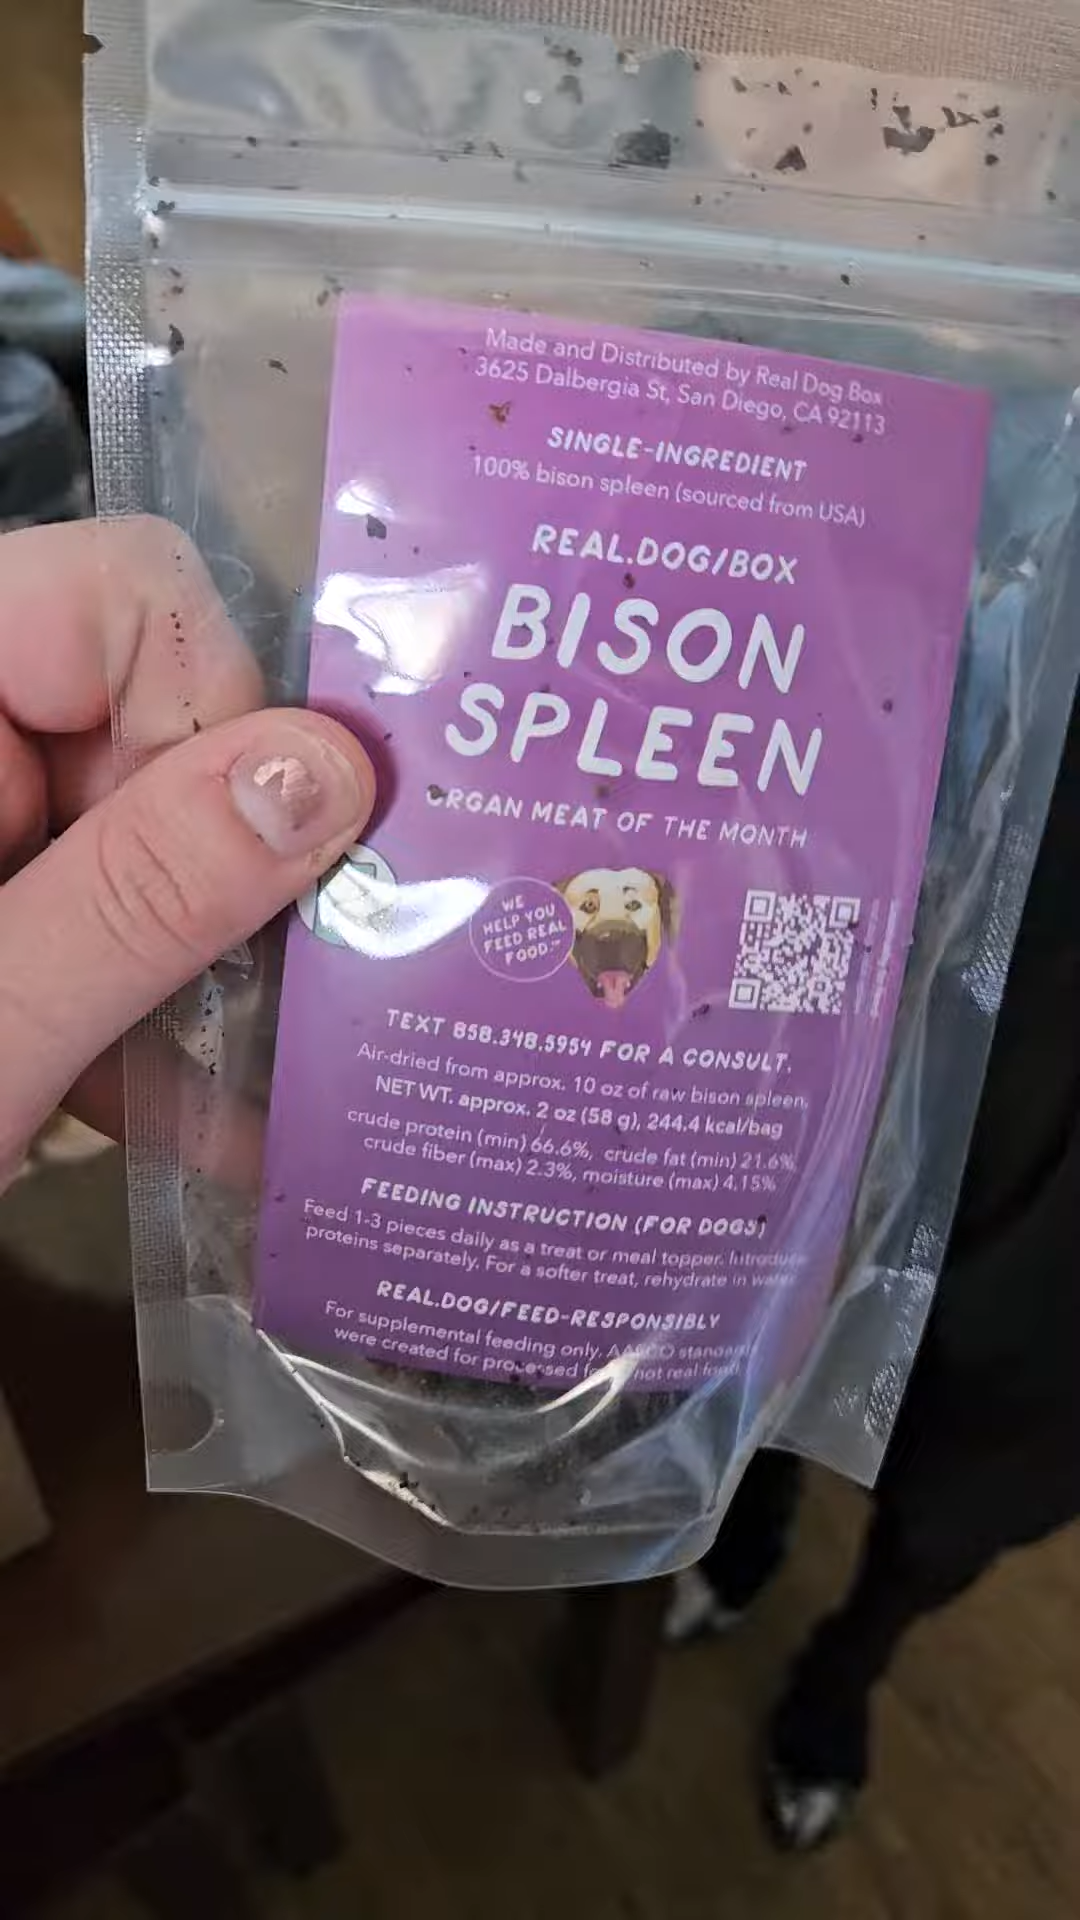 Made and Distributed by Real Dog Box
3625 Dalbergia St, San Diego, CA 92113
SINGLE-INGREDIENT
100% bison spleen (sourced from USA)
REAL.DOG/BOX
BISON
SPLEEN
ORGAN MEAT OF THE MONTH
WE
HELP YOU
FEED REAL
FOOD.™
TEXT 858.348.5954 FOR A CONSULT.
Air-dried from approx. 10 oz of raw bison spleen.
NET WT. approx. 2 oz (58 g), 244.4 kcal/bag
crude protein (min) 66.6%, crude fat (min) 21.6%,
crude fiber (max) 2.3%, moisture (max) 4.15%
FEEDING INSTRUCTION (FOR DOGS)
Feed 1-3 pieces daily as a treat or meal topper. Introduce
proteins separately. For a softer treat, rehydrate in water.
REAL.DOG/FEED-RESPONSIBLY
For supplemental feeding only. AAFCO standards
were created for processed not real food.